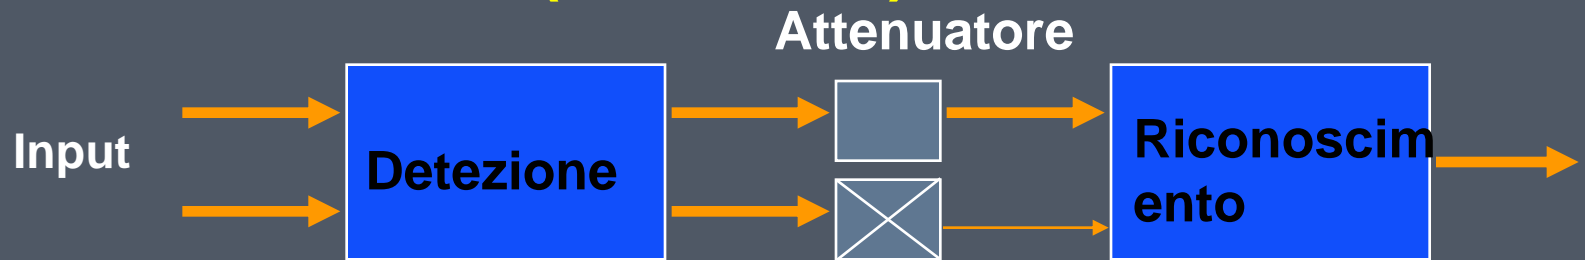 Attenuatore
Input
Detezione
Riconoscim
ento